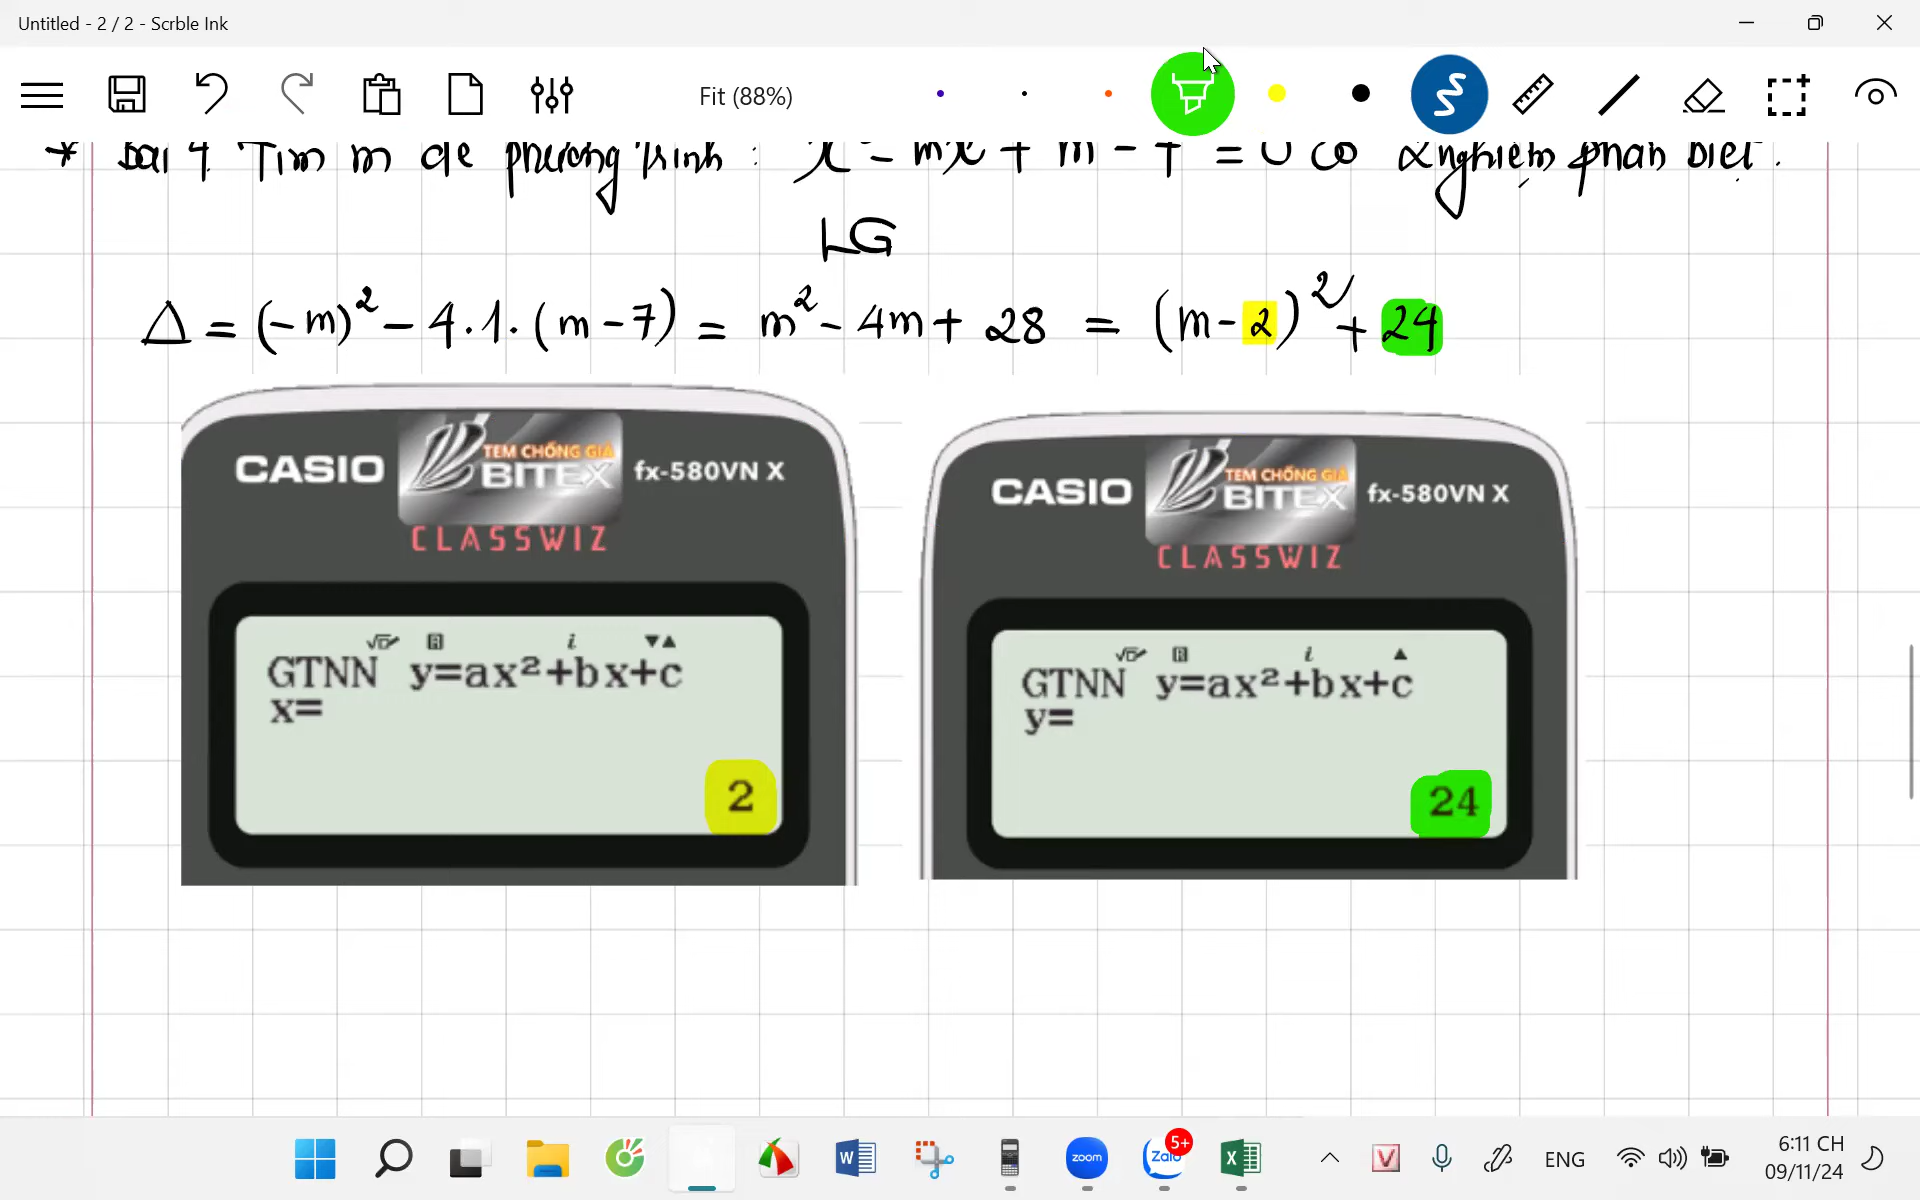 Untitled - 2 / 2 - Scrble Ink
Fit (88%)
* Bài 4. Tìm m để phương trình : x² - mx + m - 7 = 0 có 2 nghiệm phân biệt.
LG
Δ = (-m)² - 4.1.(m - 7) = m² - 4m + 28 = (m - 2)² + 24
CASIO
TEM CHỐNG GIẢ
BITEX
fx-580VN X
CLASSWIZ
GTNN y=ax²+bx+c
x=
2
CASIO
TEM CHỐNG GIẢ
BITEX
fx-580VN X
CLASSWIZ
GTNN y=ax²+bx+c
y=
24
zoom
Zalo
5+
ENG
6:11 CH
09/11/24